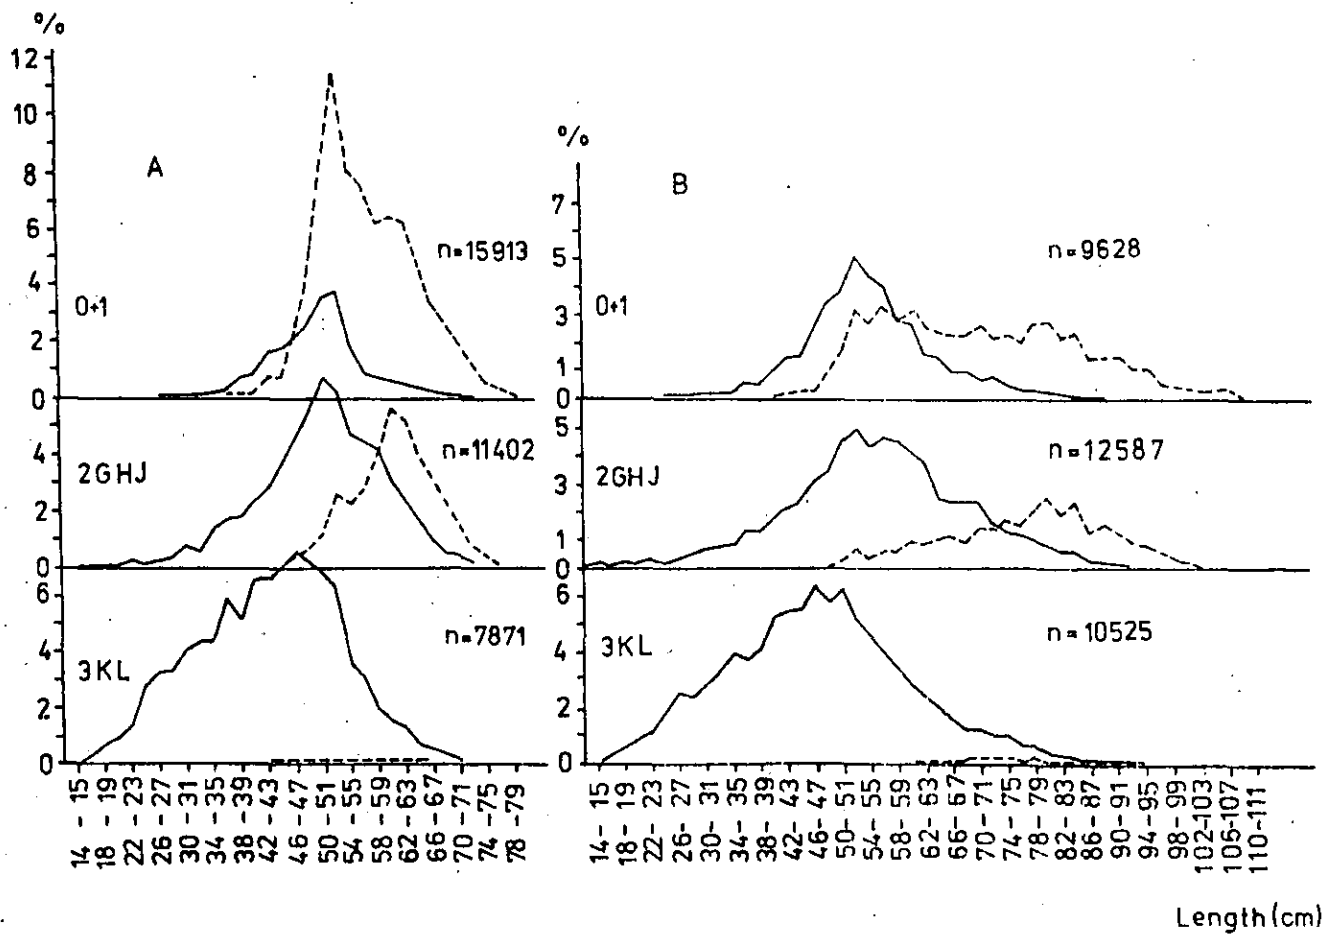 %
12
10
8
6
4
2
0
A
n=15913
0+1
4
2
0
2GHJ
n=11402
6
4
2
0
3KL
n=7871
14 - 15
18 - 19
22 - 23
26 - 27
30 - 31
34 - 35
38 - 39
42 - 43
46 - 47
50 - 51
54 - 55
58 - 59
62 - 63
66 - 67
70 - 71
74 - 75
78 - 79
%
7
5
3
1
0
B
n=9628
0+1
5
3
1
0
2GHJ
n=12587
6
4
2
0
3KL
n=10525
14 - 15
18 - 19
22 - 23
26 - 27
30 - 31
34 - 35
38 - 39
42 - 43
46 - 47
50 - 51
54 - 55
58 - 59
62 - 63
66 - 67
70 - 71
74 - 75
78 - 79
82 - 83
86 - 87
90 - 91
94 - 95
98 - 99
102-103
106-107
110-111
Length (cm)